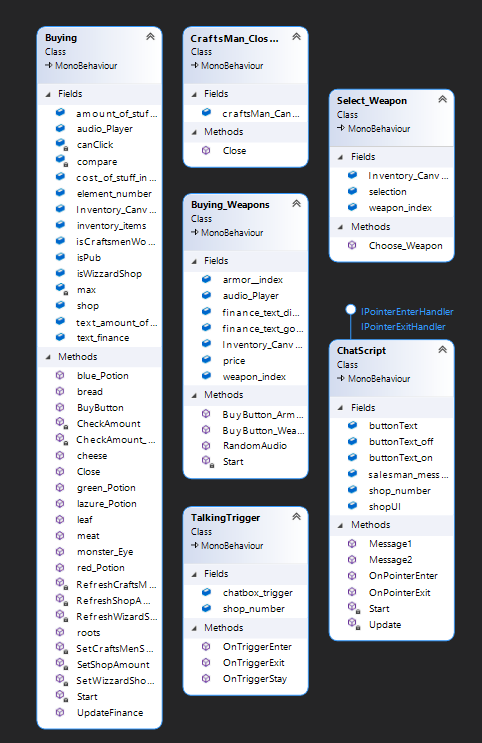 Buying
Class
MonoBehaviour
Fields
amount_of_stuf...
audio_Player
canClick
compare
cost_of_stuff_in...
element_number
Inventory_Canv...
inventory_items
isCraftsmenWo...
isPub
isWizzardShop
max
shop
text_amount_of...
text_finance
Methods
blue_Potion
bread
BuyButton
CheckAmount
CheckAmount_...
cheese
Close
green_Potion
lazure_Potion
leaf
meat
monster_Eye
red_Potion
RefreshCraftsM...
RefreshShopA...
RefreshWizardS...
roots
SetCraftsMenS...
SetShopAmount
SetWizzardSho...
Start
UpdateFinance
CraftsMan_Clos...
Class
MonoBehaviour
Fields
craftsMan_Can...
Methods
Close
Buying_Weapons
Class
MonoBehaviour
Fields
armor__index
audio_Player
finance_text_di...
finance_text_go...
Inventory_Canv...
price
weapon_index
Methods
BuyButton_Arm...
BuyButton_Wea...
RandomAudio
Start
TalkingTrigger
Class
MonoBehaviour
Fields
chatbox_trigger
shop_number
Methods
OnTriggerEnter
OnTriggerExit
OnTriggerStay
Select_Weapon
Class
MonoBehaviour
Fields
Inventory_Canv...
selection
weapon_index
Methods
Choose_Weapon
IPointerEnterHandler
IPointerExitHandler
ChatScript
Class
MonoBehaviour
Fields
buttonText
buttonText_off
buttonText_on
salesman_mess...
shop_number
shopUI
Methods
Message1
Message2
OnPointerEnter
OnPointerExit
Start
Update